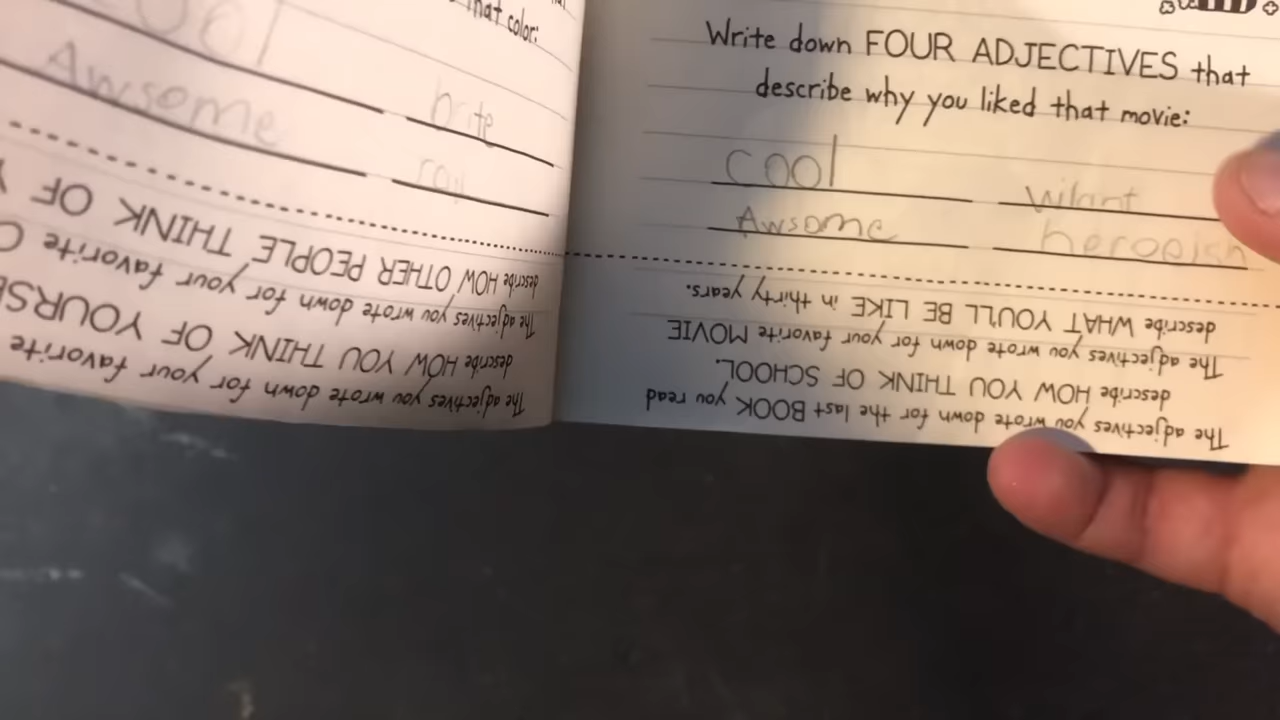 that color:
cool
brite
Awsome
describe HOW OTHER PEOPLE THINK OF
The adjectives you wrote down for your favorite
describe HOW YOU THINK OF
The adjectives you wrote down for your favorite
Write down FOUR ADJECTIVES that
describe why you liked that movie:
cool
Awsome
heroeish
The adjectives you wrote down for the last BOOK you read
describe HOW YOU THINK OF SCHOOL.
The adjectives you wrote down for your favorite MOVIE
describe WHAT YOU'LL BE LIKE in thirty years.